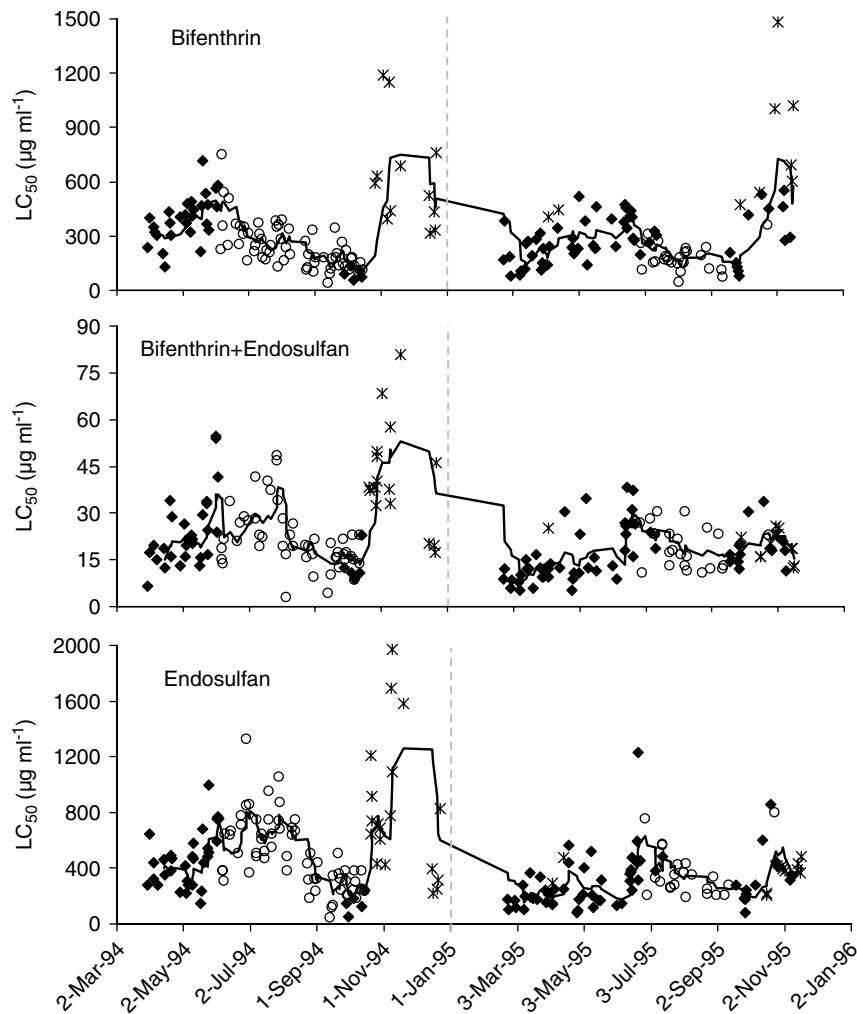 1500
1200
900
600
300
0
LC50 (µg ml-1)
Bifenthrin
90
75
60
45
30
15
0
LC50 (µg ml-1)
Bifenthrin+Endosulfan
2000
1600
1200
800
400
0
LC50 (µg ml-1)
Endosulfan
2-Mar-94
2-May-94
2-Jul-94
1-Sep-94
1-Nov-94
1-Jan-95
3-Mar-95
3-May-95
3-Jul-95
2-Sep-95
2-Nov-95
2-Jan-96